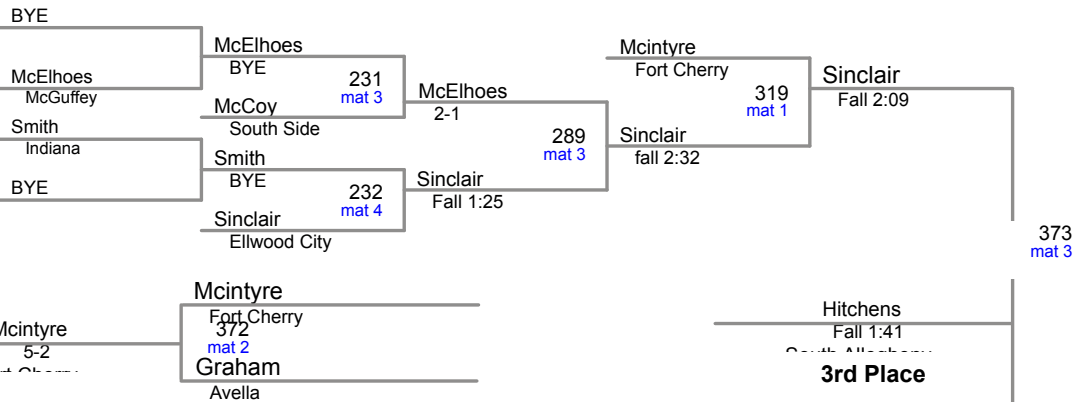 BYE
McElhoes
McGuffey
Smith
Indiana
BYE
McElhoes
BYE
231
mat 3
McCoy
South Side
Smith
BYE
232
mat 4
Sinclair
Ellwood City
McElhoes
2-1
289
mat 3
Sinclair
Fall 1:25
Mcintyre
Fort Cherry
319
mat 1
Sinclair
fall 2:32
Sinclair
Fall 2:09
373
mat 3
Mcintyre
Fort Cherry
372
mat 2
Graham
Avella
Mcintyre
5-2
Hitchens
Fall 1:41
3rd Place